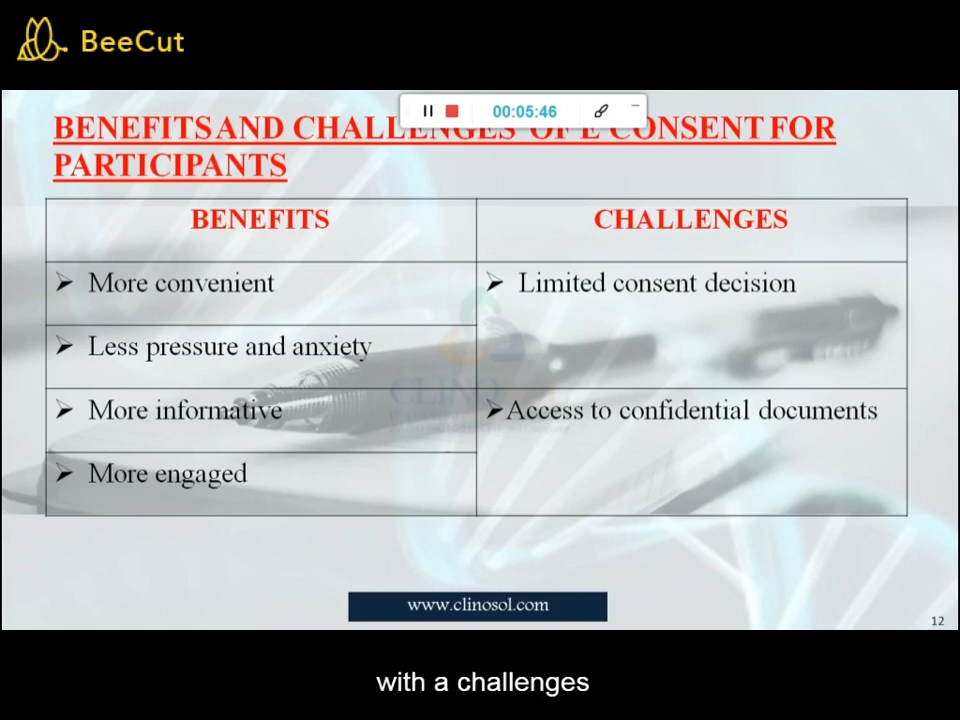 BeeCut
00:05:46
BENEFITS AND CHALLENGES OF E CONSENT FOR
PARTICIPANTS
BENEFITS
CHALLENGES
➢ More convenient
➢ Limited consent decision
➢ Less pressure and anxiety
➢ More informative
➢ Access to confidential documents
➢ More engaged
www.clinosol.com
12
with a challenges